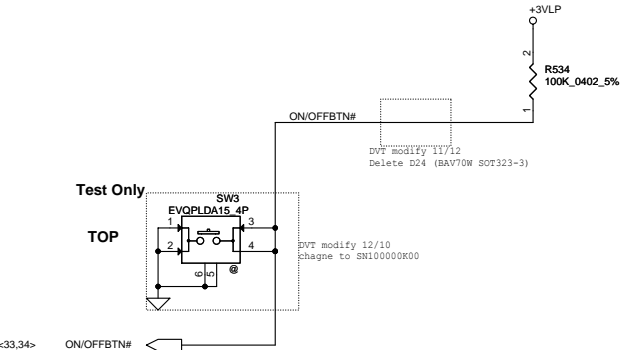 +3VLP
2
R534
100K_0402_5%
1
ON/OFFBTN#
DVT modify 11/12
Delete D24 (BAV70W SOT323-3)
Test Only
SW3
EVQPLDA15_4P
TOP
1
3
2
4
6
5
@
DVT modify 12/10
chagne to SN100000K00
<33,34>
ON/OFFBTN#